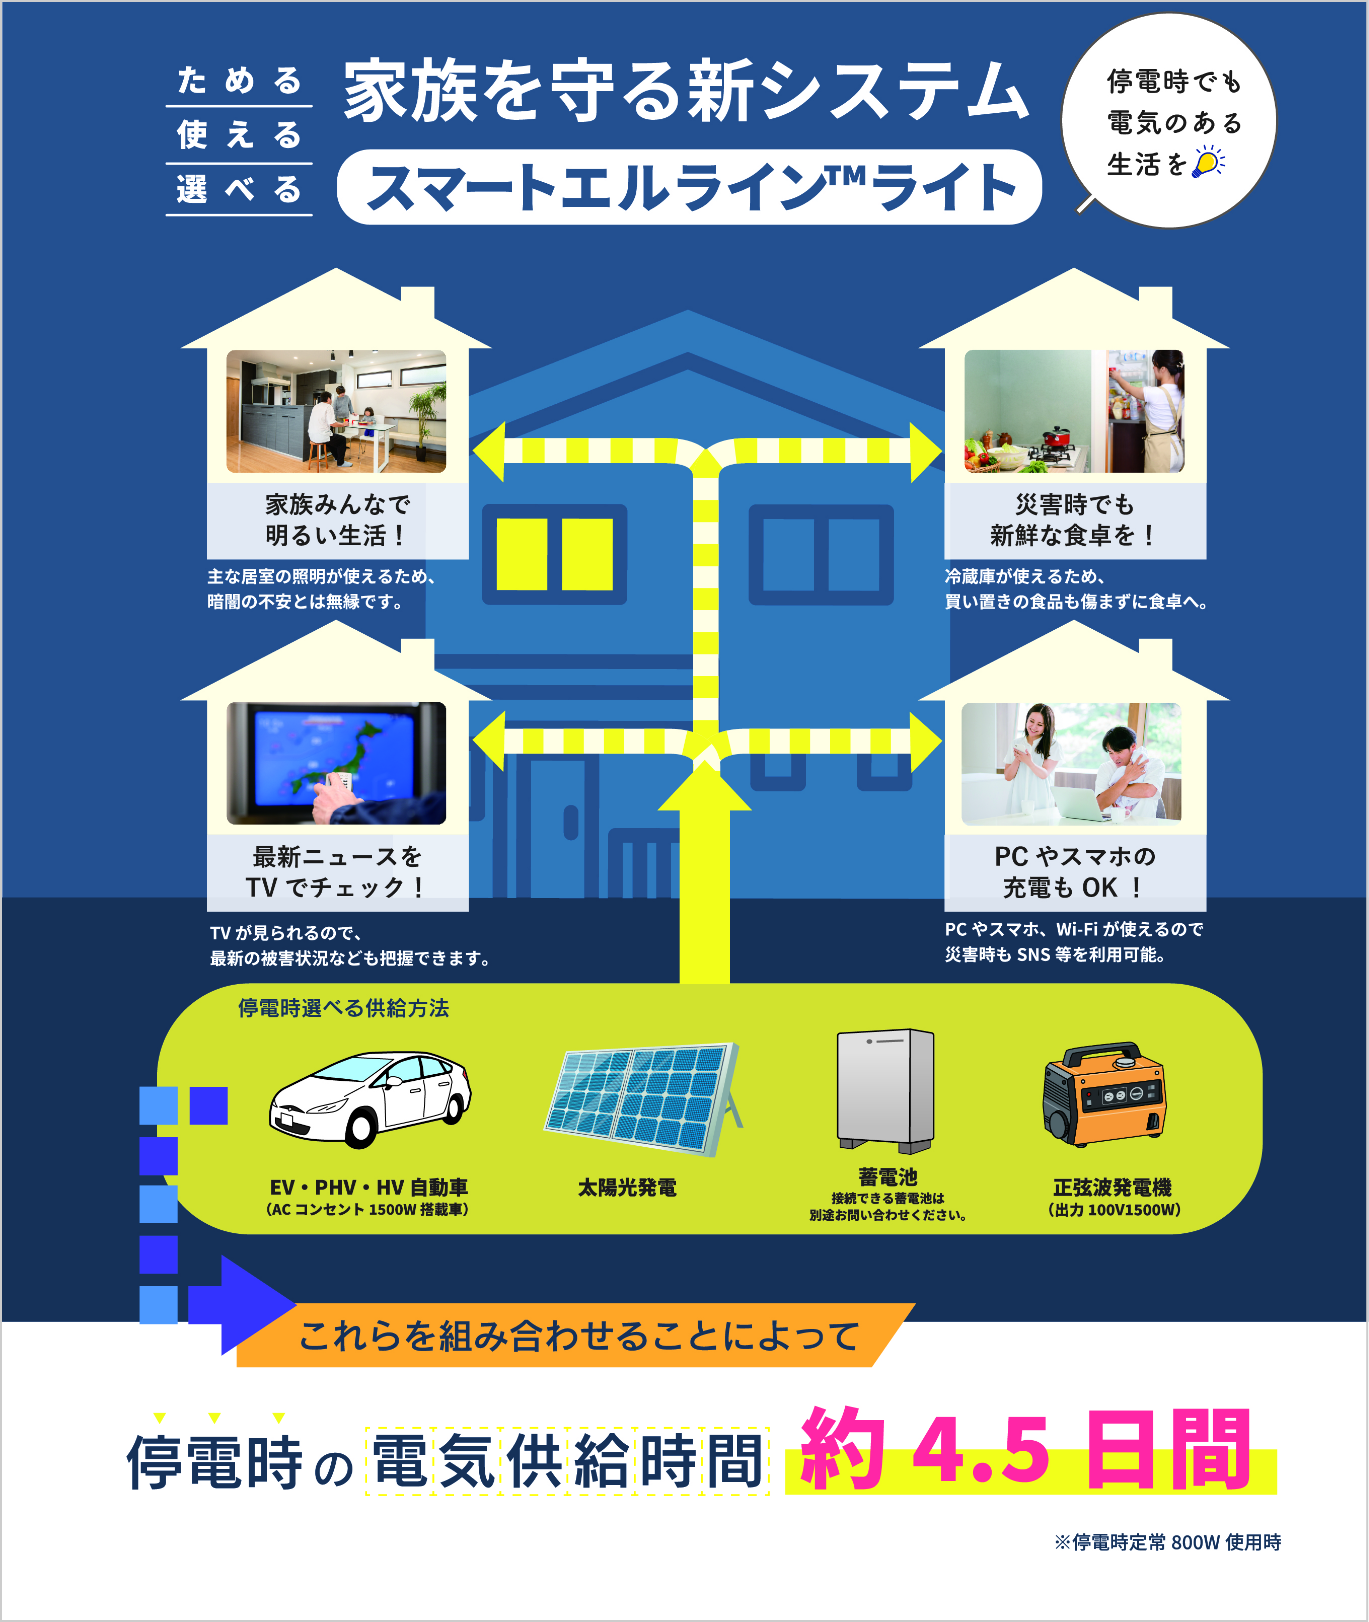 ためる
使える
選べる
家族を守る新システム
スマートエルライン™ライト
停電時でも
電気のある
生活を
家族みんなで
明るい生活！
主な居室の照明が使えるため、
暗闇の不安とは無縁です。
災害時でも
新鮮な食卓を！
冷蔵庫が使えるため、
買い置きの食品も傷まずに食卓へ。
最新ニュースを
TVでチェック！
TVが見られるので、
最新の被害状況なども把握できます。
PCやスマホの
充電もOK！
PCやスマホ、Wi-Fiが使えるので
災害時もSNS等を利用可能。
停電時選べる供給方法
EV・PHV・HV自動車
（ACコンセント1500W搭載車）
太陽光発電
蓄電池
接続できる蓄電池は
別途お問い合わせください。
正弦波発電機
（出力100V1500W）
これらを組み合わせることによって
停電時の電気供給時間 約4.5日間
※停電時定常800W使用時